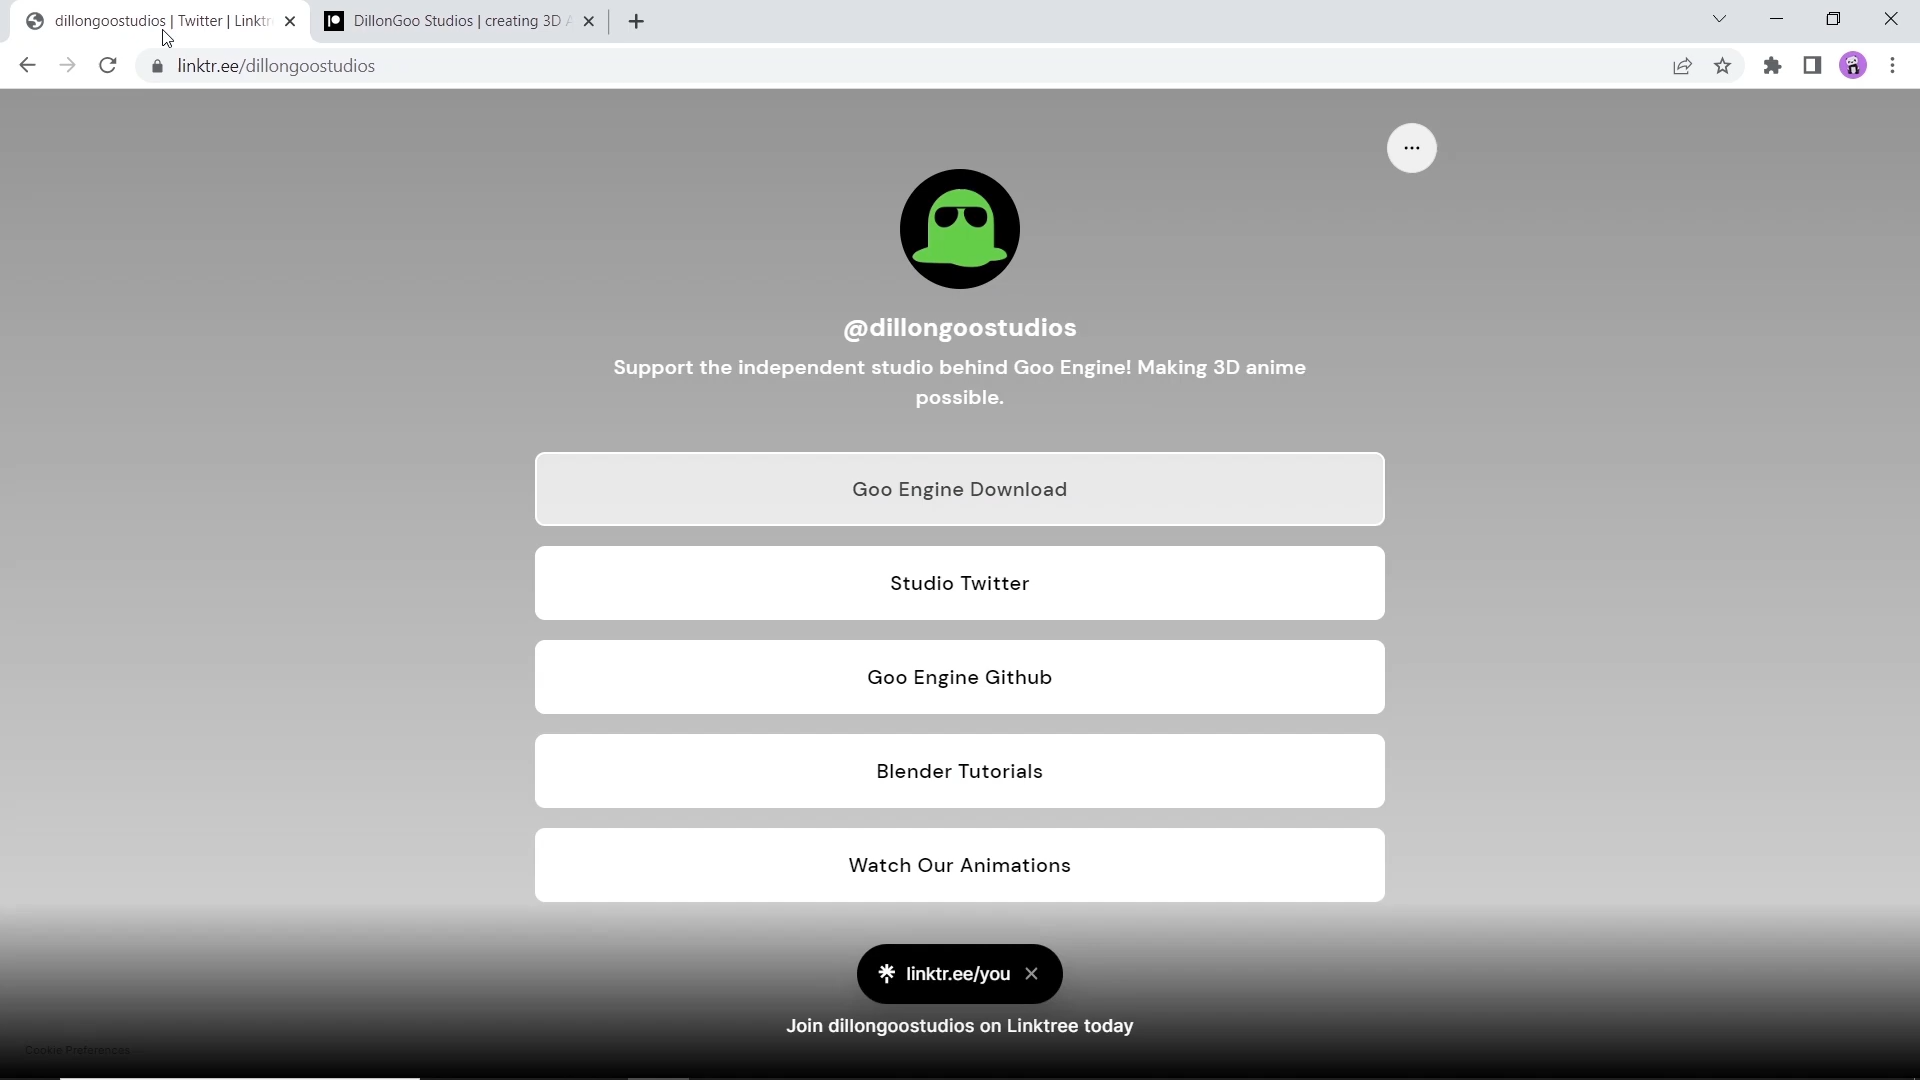 dillongoostudios | Twitter | Linktr
DillonGoo Studios | creating 3D A
linktr.ee/dillongoostudios
@dillongoostudios
Support the independent studio behind Goo Engine! Making 3D anime
possible.
Goo Engine Download
Studio Twitter
Goo Engine Github
Blender Tutorials
Watch Our Animations
linktr.ee/you
Join dillongoostudios on Linktree today
Cookie Preferences